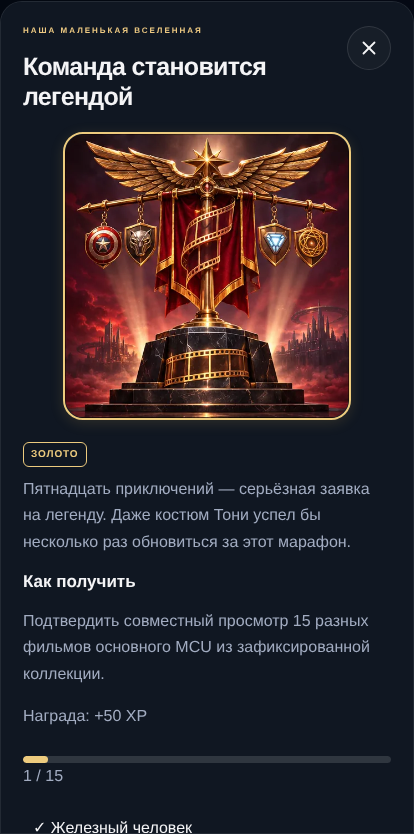 НАША МАЛЕНЬКАЯ ВСЕЛЕННАЯ
Команда становится
легендой
ЗОЛОТО
Пятнадцать приключений — серьёзная заявка
на легенду. Даже костюм Тони успел бы
несколько раз обновиться за этот марафон.
Как получить
Подтвердить совместный просмотр 15 разных
фильмов основного MCU из зафиксированной
коллекции.
Награда: +50 XP
1 / 15
✓ Железный человек